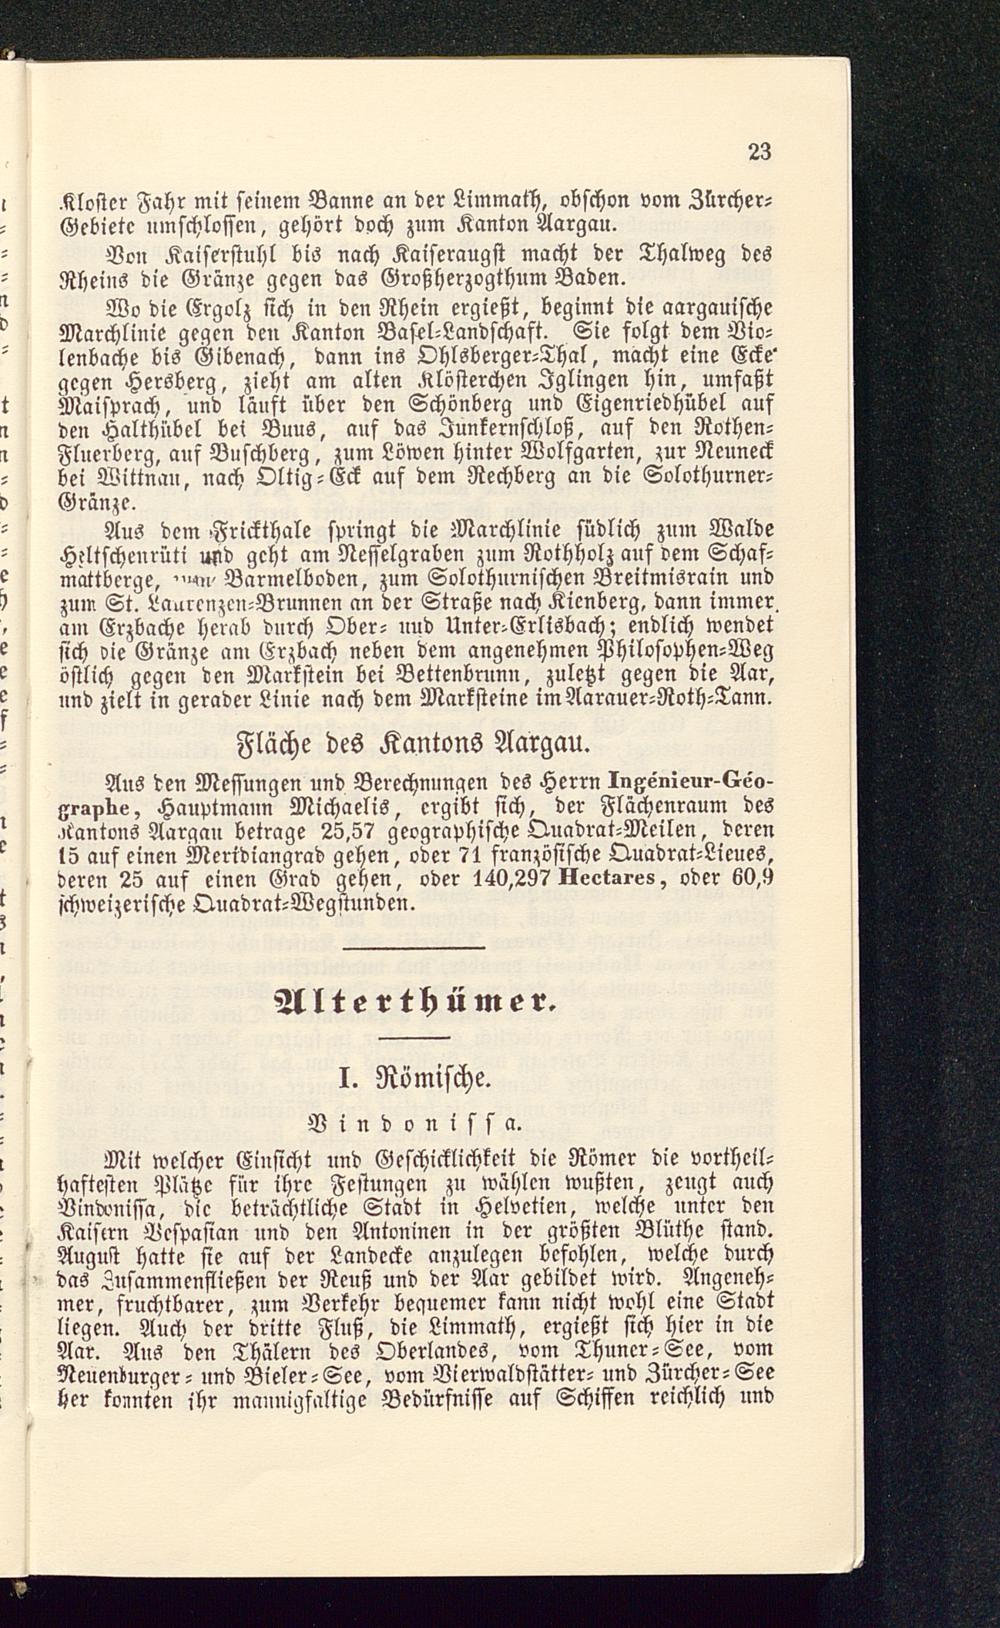 23
Kloster Fahr mit seinem Banne an der Limmath, obschon vom Zürcher-
Gebiete umschlossen, gehört doch zum Kanton Aargau.
Von Kaiserstuhl bis nach Kaiseraugst macht der Thalweg des
Rheins die Gränze gegen das Großherzogthum Baden.
Wo die Ergolz sich in den Rhein ergießt, beginnt die aargauische
Marchlinie gegen den Kanton Basel-Landschaft. Sie folgt dem Vio-
lenbache bis Gibenach, dann ins Ohlsberger-Thal, macht eine Ecke
gegen Hersberg, zieht am alten Klösterchen Iglingen hin, umfaßt
Maisprach, und läuft über den Schönberg und Eigenriedhübel auf
den Halthübel bei Buus, auf das Junkernschloß, auf den Rothen-
Fluerberg, auf Buschberg, zum Löwen hinter Wolfgarten, zur Neuneck
bei Wittnau, nach Oltig-Eck auf dem Rechberg an die Solothurner-
Gränze.
Aus dem Frickthale springt die Marchlinie südlich zum Walde
Heltschenrüti und geht am Nesselgraben zum Rothholz auf dem Schaf-
mattberge, Barmelboden, zum Solothurnischen Breitmisrain und
zum St. Laurenzen-Brunnen an der Straße nach Kienberg, dann immer
am Erzbache herab durch Ober- und Unter-Erlisbach; endlich wendet
sich die Gränze am Erzbach neben dem angenehmen Philosophen-Weg
östlich gegen den Markstein bei Bettenbrunn, zuletzt gegen die Aar,
und zielt in gerader Linie nach dem Marksteine im Aarauer-Roth-Tann.
Fläche des Kantons Aargau.
Aus den Messungen und Berechnungen des Herrn Ingénieur-Géo-
graphe, Hauptmann Michaelis, ergibt sich, der Flächenraum des
Kantons Aargau betrage 25,57 geographische Quadrat-Meilen, deren
15 auf einen Meridiangrad gehen, oder 71 französische Quadrat-Lieues,
deren 25 auf einen Grad gehen, oder 140,297 Hectares, oder 60,9
schweizerische Quadrat-Wegstunden.
Alterthümer.
I. Römische.
Vindonissa.
Mit welcher Einsicht und Geschicklichkeit die Römer die vortheil-
haftesten Plätze für ihre Festungen zu wählen wußten, zeugt auch
Vindonissa, die beträchtliche Stadt in Helvetien, welche unter den
Kaisern Vespasian und den Antoninen in der größten Blüthe stand.
August hatte sie auf der Landecke anzulegen befohlen, welche durch
das Zusammenfließen der Reuß und der Aar gebildet wird. Angeneh-
mer, fruchtbarer, zum Verkehr bequemer kann nicht wohl eine Stadt
liegen. Auch der dritte Fluß, die Limmath, ergießt sich hier in die
Aar. Aus den Thälern des Oberlandes, vom Thuner-See, vom
Neuenburger- und Bieler-See, vom Vierwaldstätter- und Zürcher-See
her konnten ihr mannigfaltige Bedürfnisse auf Schiffen reichlich und